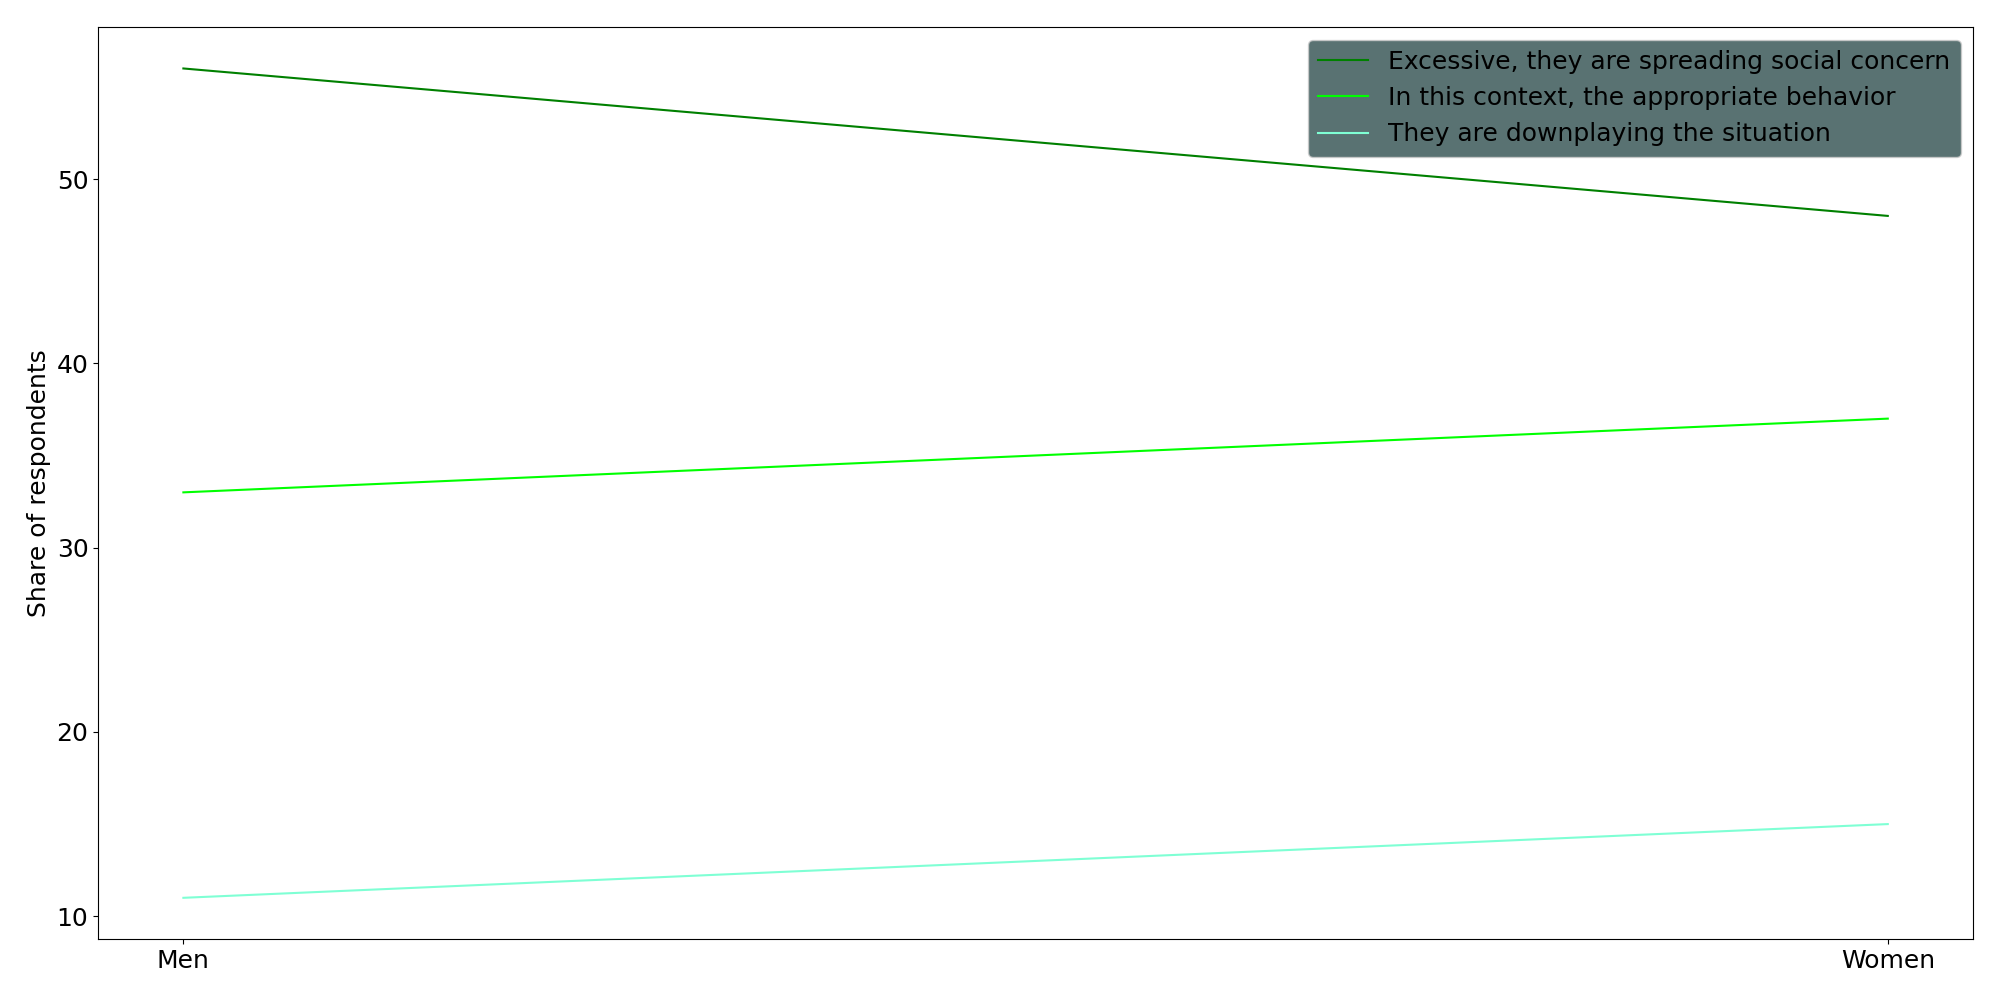 Excessive, they are spreading social concern
In this context, the appropriate behavior
They are downplaying the situation
Share of respondents
50
40
30
20
10
Men
Women